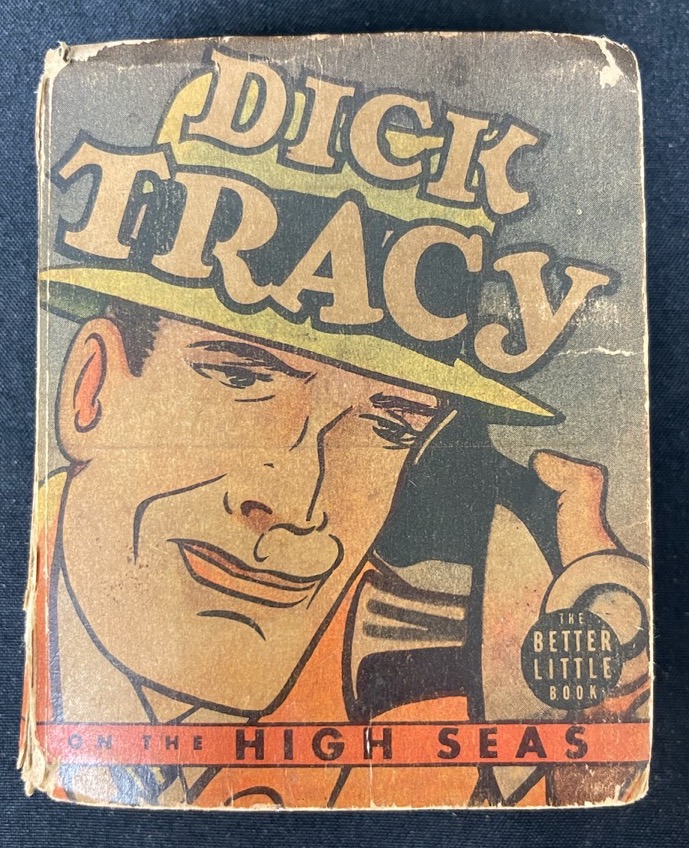 DICK
TRACY
THE
BETTER
LITTLE
BOOK
ON THE HIGH SEAS